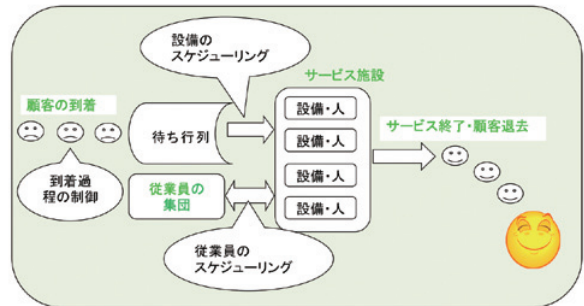 設備の
スケジューリング
サービス施設
顧客の到着
設備・人
サービス終了・顧客退去
待ち行列
設備・人
到着過
程の制御
従業員の
集団
設備・人
設備・人
従業員の
スケジューリング